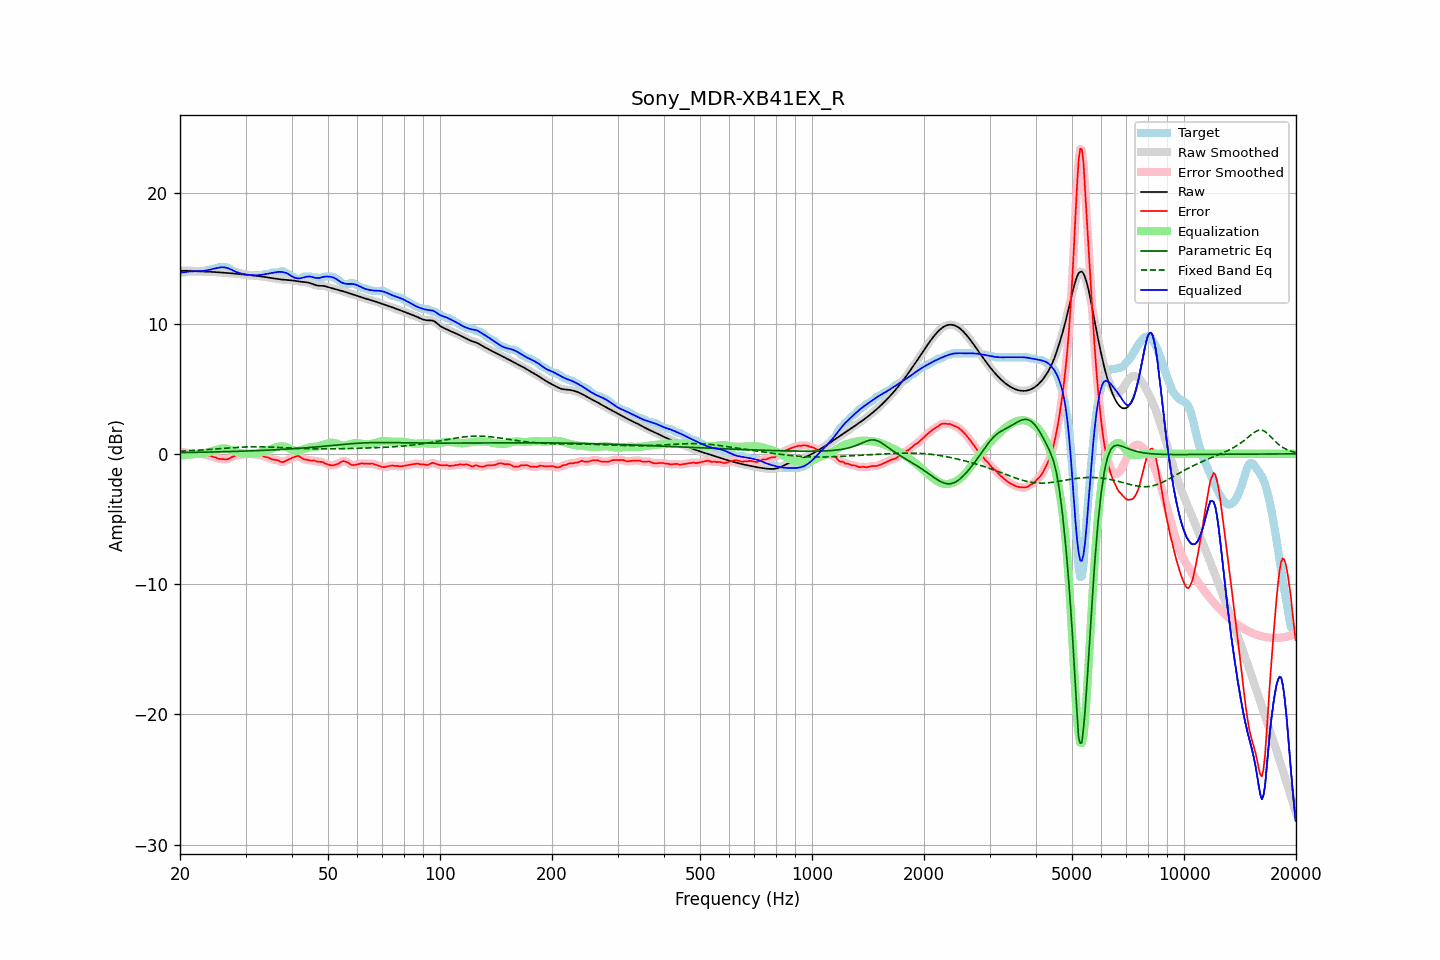 Sony_MDR-XB41EX_R
Target
Raw Smoothed
Error Smoothed
Raw
Error
Equalization
Parametric Eq
Fixed Band Eq
Equalized
Amplitude (dBr)
20
10
0
−10
−20
−30
20 50 100 200 500 1000 2000 5000 10000 20000
Frequency (Hz)